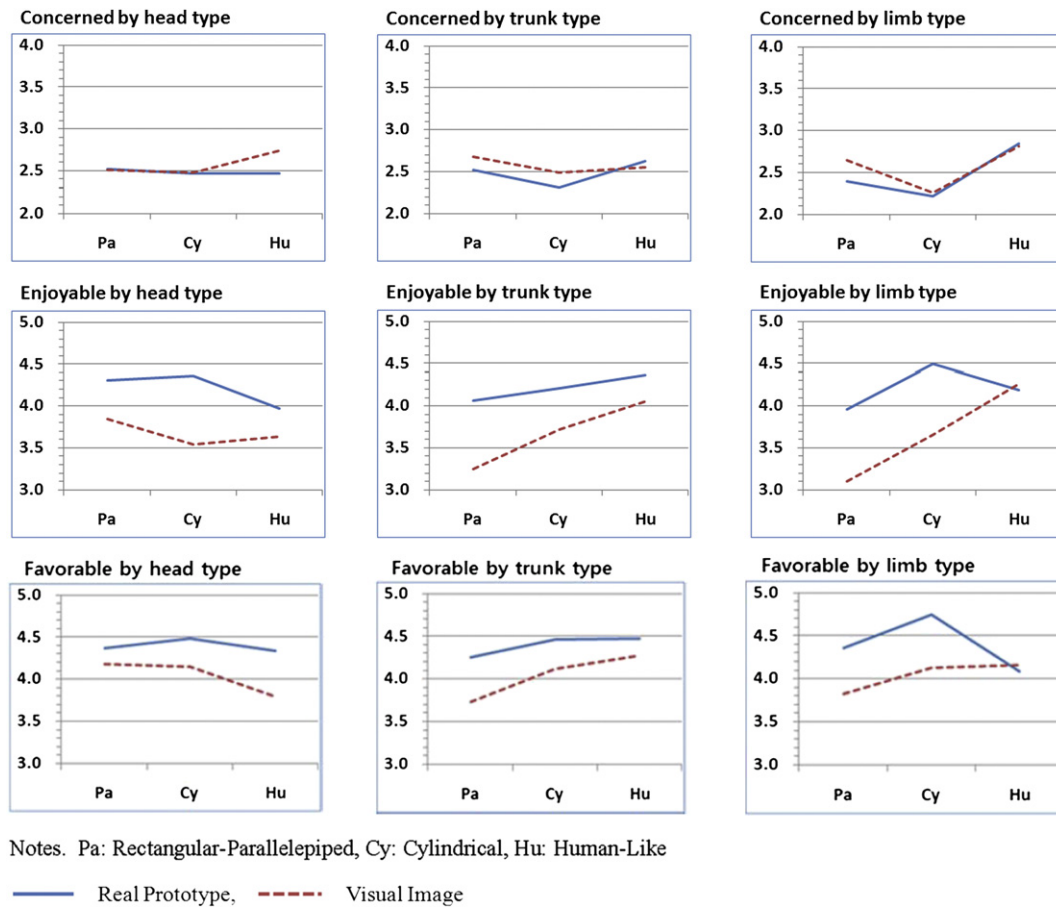 Concerned by head type
Concerned by trunk type
Concerned by limb type
4.0
3.5
3.0
2.5
2.0
Pa Cy Hu
4.0
3.5
3.0
2.5
2.0
Pa Cy Hu
4.0
3.5
3.0
2.5
2.0
Pa Cy Hu
Enjoyable by head type
Enjoyable by trunk type
Enjoyable by limb type
5.0
4.5
4.0
3.5
3.0
Pa Cy Hu
5.0
4.5
4.0
3.5
3.0
Pa Cy Hu
5.0
4.5
4.0
3.5
3.0
Pa Cy Hu
Favorable by head type
Favorable by trunk type
Favorable by limb type
5.0
4.5
4.0
3.5
3.0
Pa Cy Hu
5.0
4.5
4.0
3.5
3.0
Pa Cy Hu
5.0
4.5
4.0
3.5
3.0
Pa Cy Hu
Notes. Pa: Rectangular-Parallelepiped, Cy: Cylindrical, Hu: Human-Like
Real Prototype, Visual Image